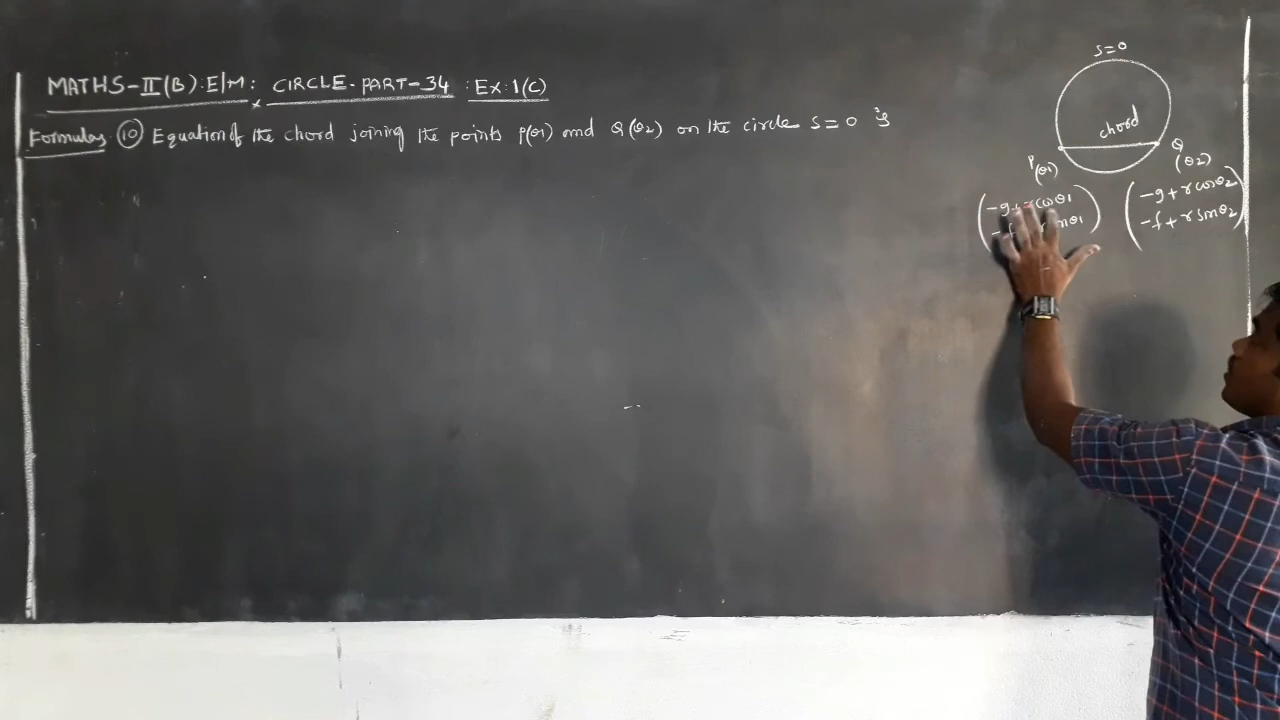 MATHS-II(B).E/M: CIRCLE-PART-34 : EX:1(C)
Formulas (10) Equation of the chord joining the points P(θ1) and Q(θ2) on the circle S=0 is
S=0
chord
P
(θ1)
Q
(θ2)
-g+rcosθ1
-g+rcosθ2
-f+rsinθ2